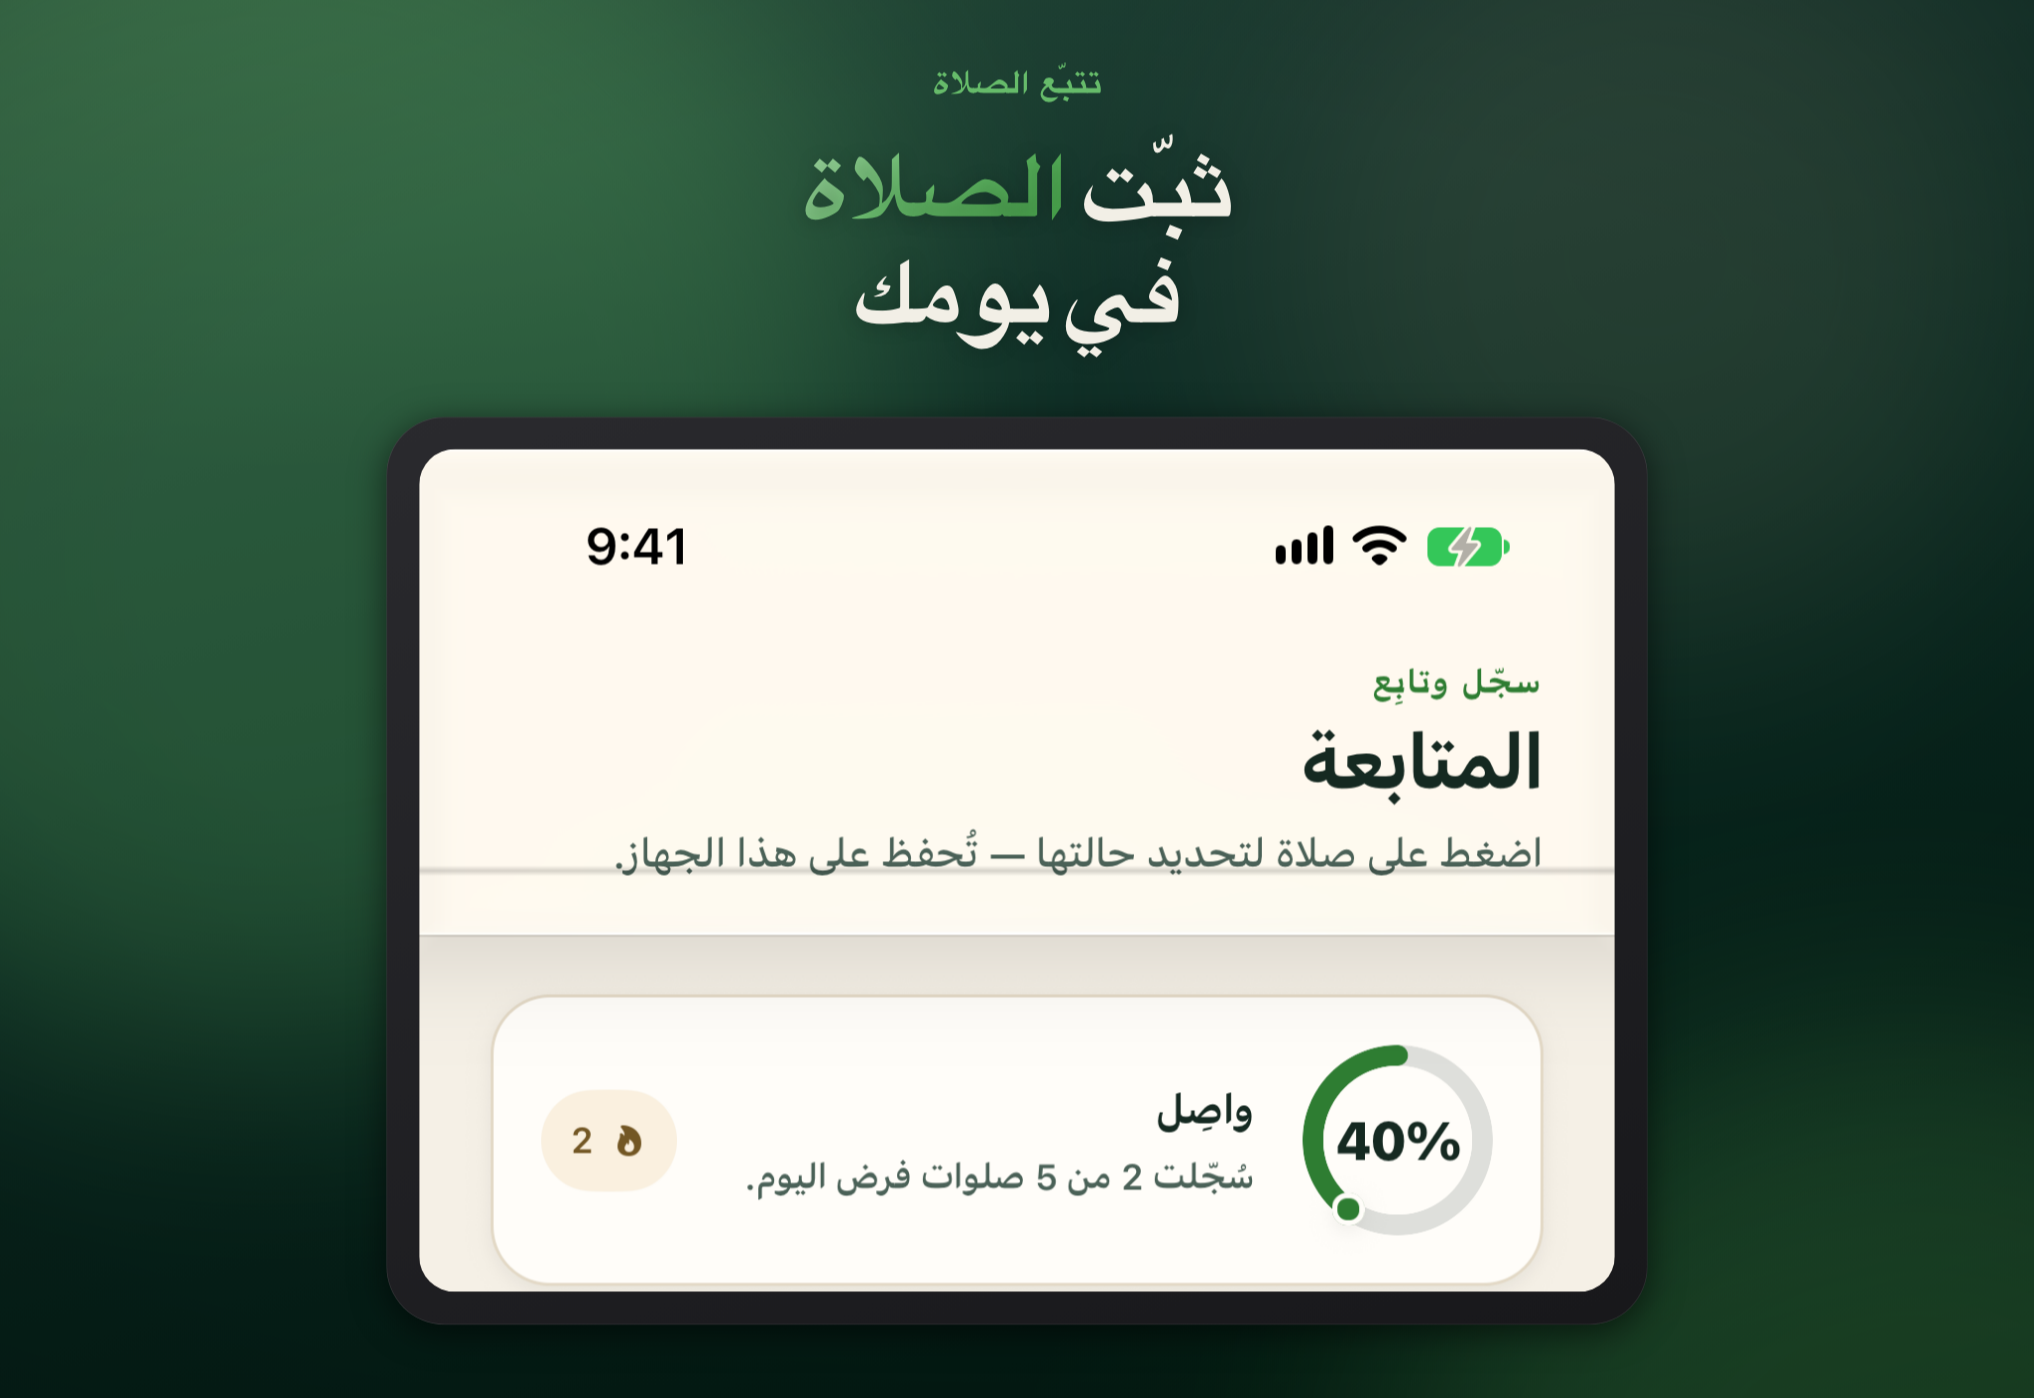 تتبّع الصلاة
ثبّت الصلاة
في يومك
9:41
سجّل وتابِع
المتابعة
اضغط على صلاة لتحديد حالتها — تُحفظ على هذا الجهاز.
40%
واصِل
سُجّلت 2 من 5 صلوات فرض اليوم.
2